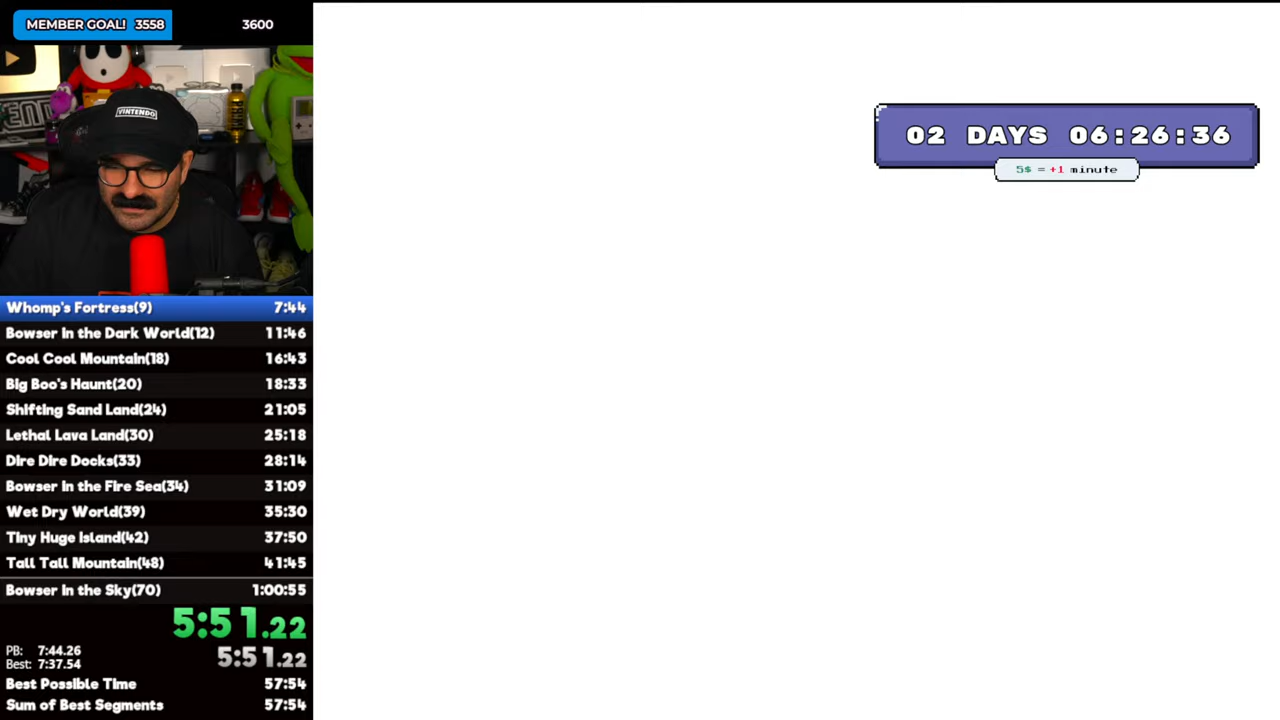 MEMBER GOAL! 3558 3600
VINTENDO
02 DAYS 06:26:36
5$ = +1 minute
Whomp's Fortress(9) 7:44
Bowser in the Dark World(12) 11:46
Cool Cool Mountain(18) 16:43
Big Boo's Haunt(20) 18:33
Shifting Sand Land(24) 21:05
Lethal Lava Land(30) 25:18
Dire Dire Docks(33) 28:14
Bowser in the Fire Sea(34) 31:09
Wet Dry World(39) 35:30
Tiny Huge Island(42) 37:50
Tall Tall Mountain(48) 41:45
Bowser in the Sky(70) 1:00:55
5:51.22
PB: 7:44.26
Best: 7:37.54
5:51.22
Best Possible Time 57:54
Sum of Best Segments 57:54